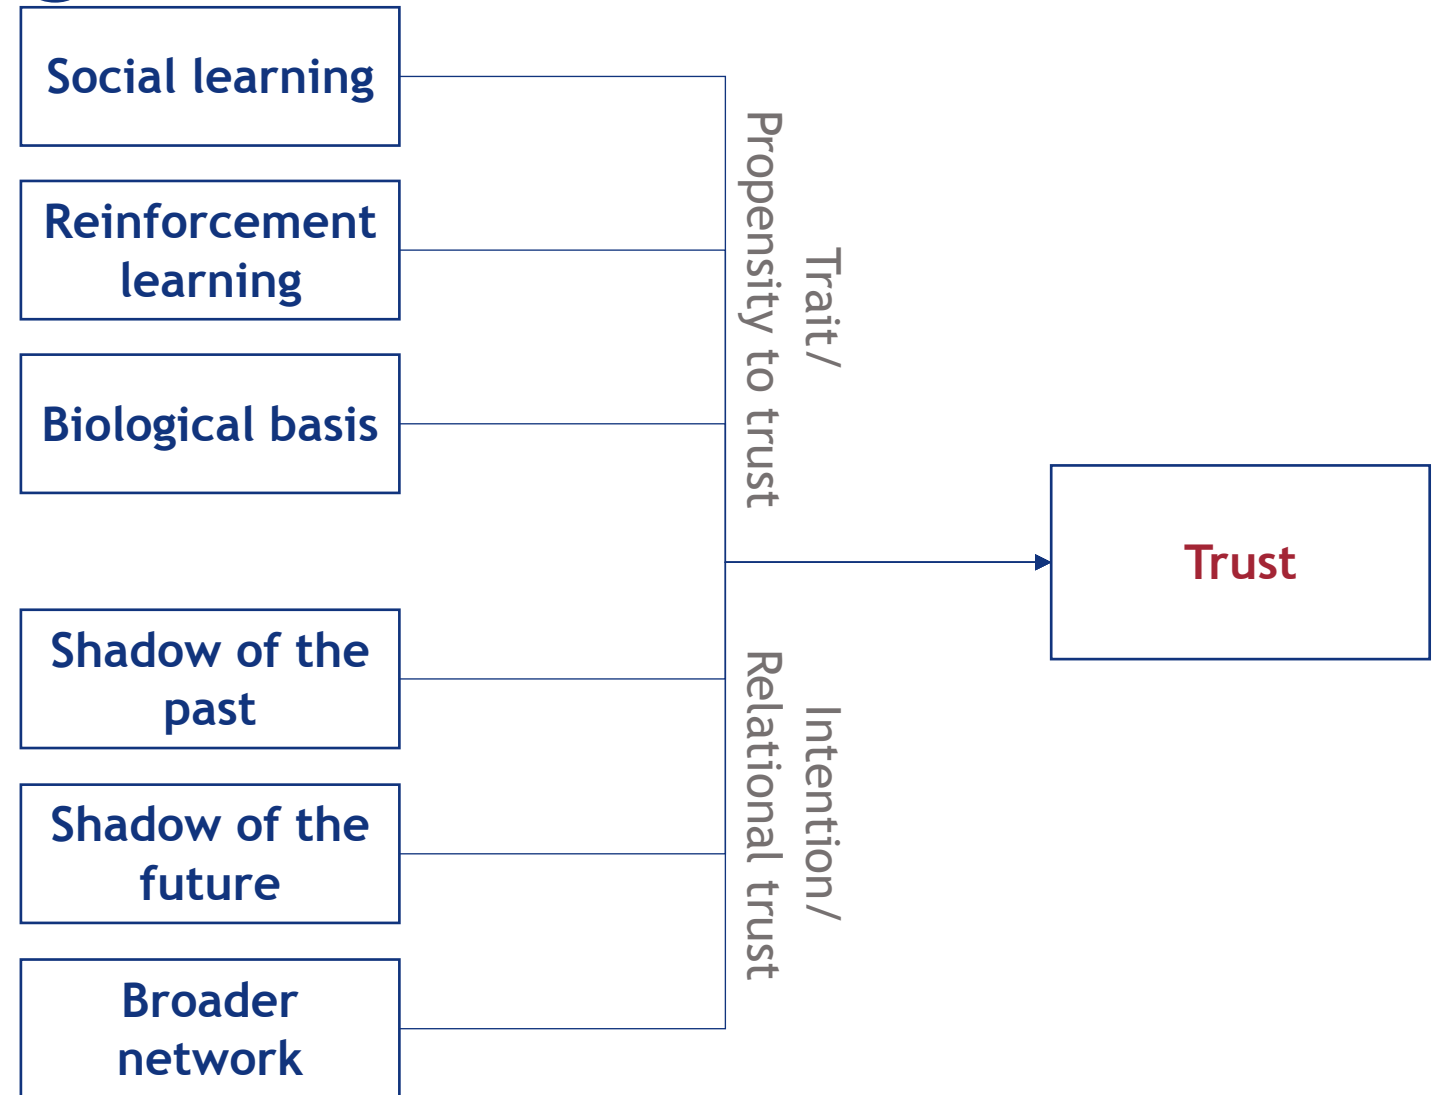 Social learning
Reinforcement
learning
Biological basis
Trait/
Propensity to trust
Trust
Shadow of the
past
Shadow of the
future
Broader
network
Intention/
Relational trust